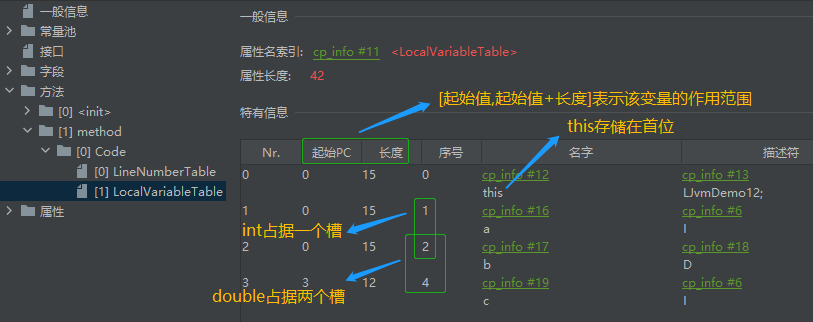 一般信息
常量池
接口
字段
方法
[0] <init>
[1] method
[0] Code
[0] LineNumberTable
[1] LocalVariableTable
属性
一般信息
属性名索引: cp_info #11 <LocalVariableTable>
属性长度: 42
[起始值,起始值+长度]表示该变量的作用范围
特有信息
this存储在首位
Nr. 起始PC 长度 序号 名字 描述符
0 0 15 0 cp_info #12 cp_info #13
this LJvmDemo12;
1 0 15 1 cp_info #16 cp_info #6
a I
int占据一个槽
2 0 15 2 cp_info #17 cp_info #18
b D
3 3 12 4 cp_info #19 cp_info #6
c I
double占据两个槽